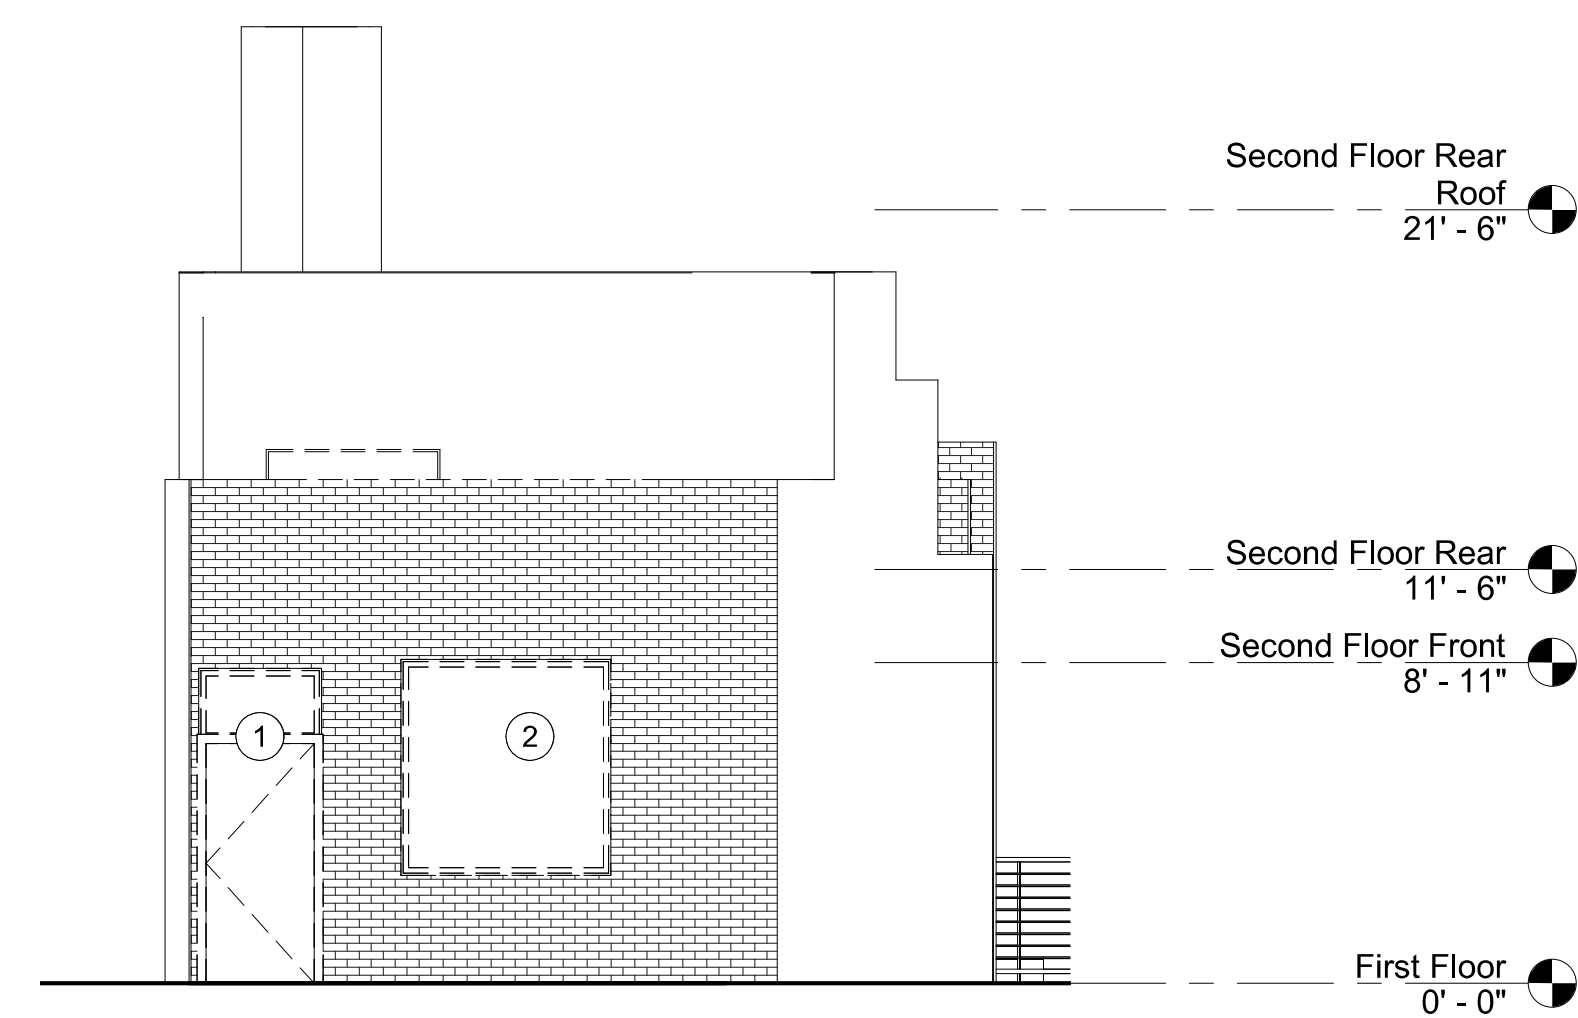 Second Floor Rear
Roof
21' - 6"
Second Floor Rear
11' - 6"
Second Floor Front
8' - 11"
1
2
First Floor
0' - 0"